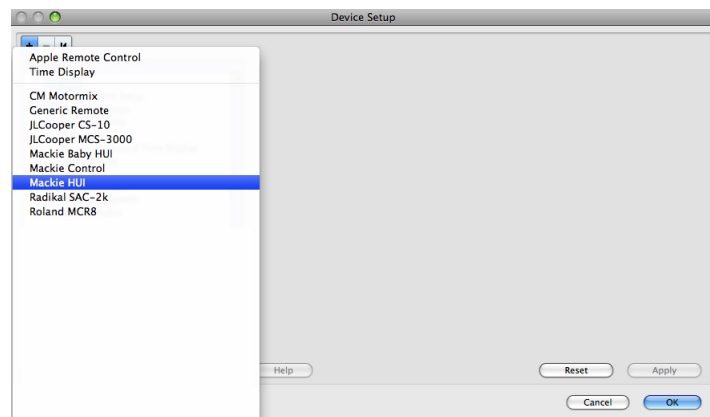 Device Setup
+ -
Apple Remote Control
Time Display
CM Motormix
Generic Remote
JLCooper CS-10
JLCooper MCS-3000
Mackie Baby HUI
Mackie Control
Mackie HUI
Radikal SAC-2k
Roland MCR8
Help
Reset
Apply
Cancel
OK